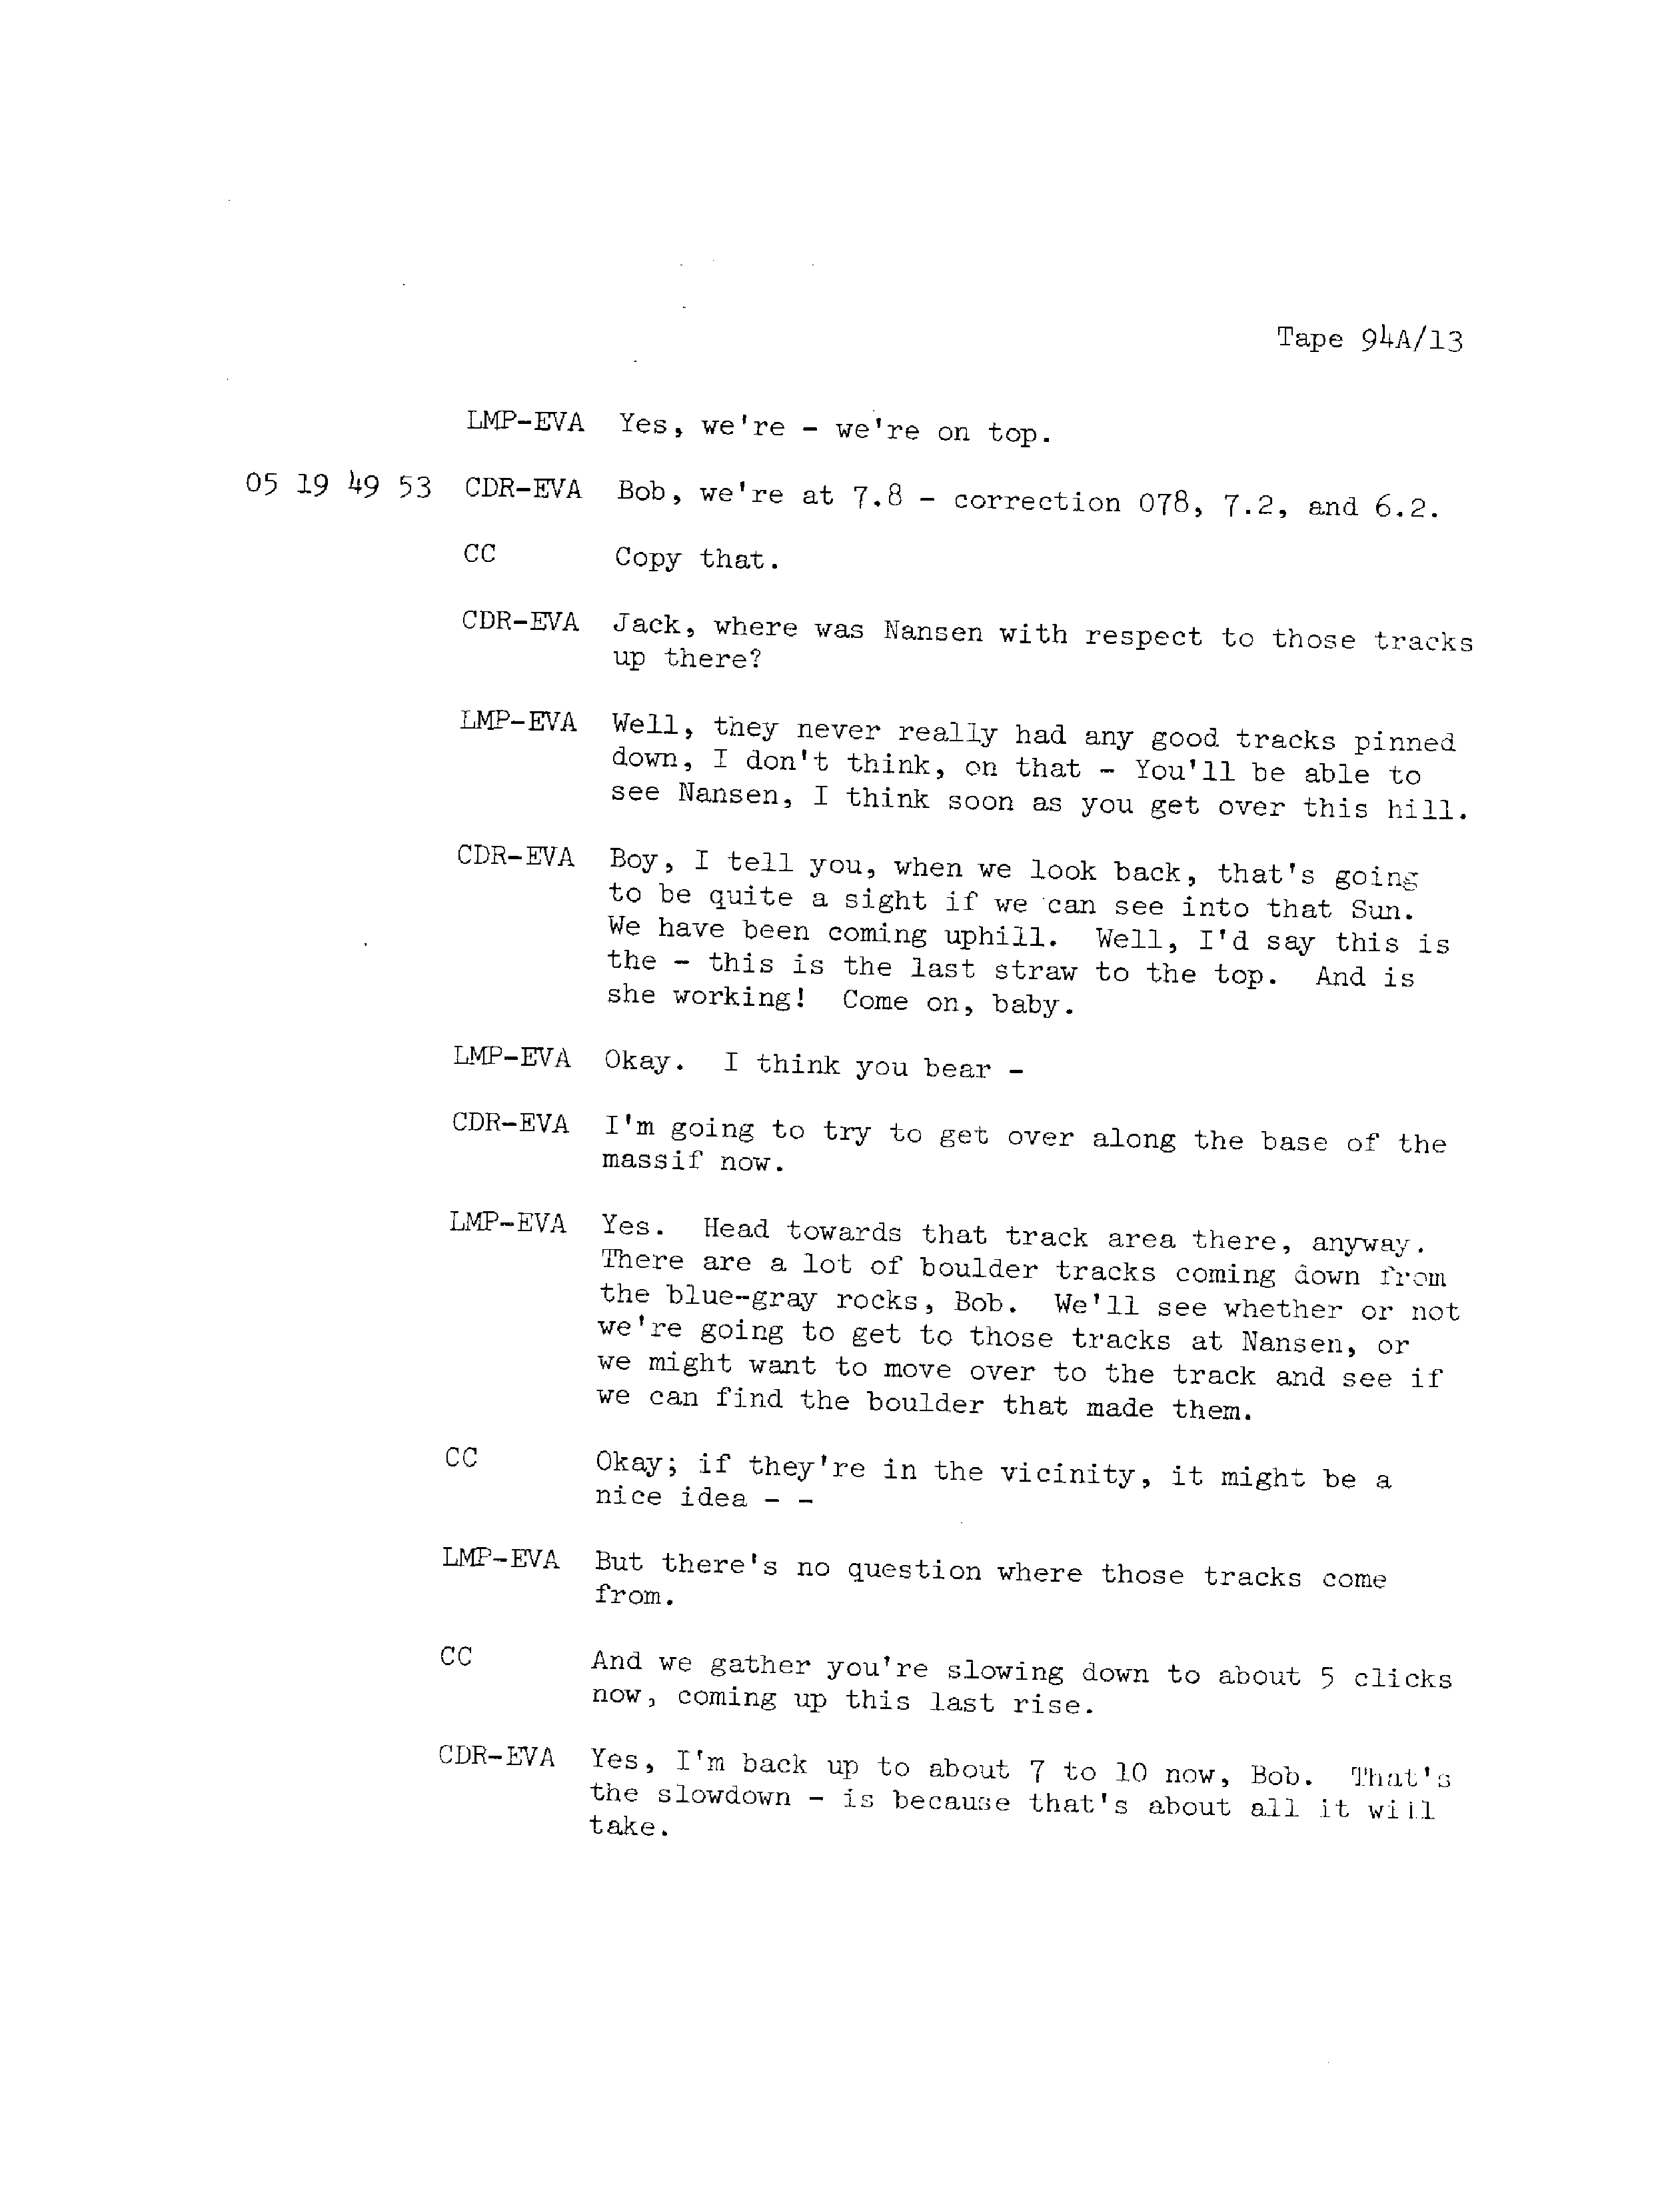 Tape 94A/13
LMP-EVA Yes, we're - we're on top.
05 19 49 53 CDR-EVA Bob, we're at 7.8 - correction 078, 7.2, and 6.2.
CC Copy that.
CDR-EVA Jack, where was Nansen with respect to those tracks
up there?
LMP-EVA Well, they never really had any good tracks pinned
down, I don't think, on that - You'll be able to
see Nansen, I think soon as you get over this hill.
CDR-EVA Boy, I tell you, when we look back, that's going
to be quite a sight if we can see into that Sun.
We have been coming uphill. Well, I'd say this is
the - this is the last straw to the top. And is
she working! Come on, baby.
LMP-EVA Okay. I think you bear -
CDR-EVA I'm going to try to get over along the base of the
massif now.
LMP-EVA Yes. Head towards that track area there, anyway.
There are a lot of boulder tracks coming down from
the blue-gray rocks, Bob. We'll see whether or not
we're going to get to those tracks at Nansen, or
we might want to move over to the track and see if
we can find the boulder that made them.
CC Okay; if they're in the vicinity, it might be a
nice idea - -
LMP-EVA But there's no question where those tracks come
from.
CC And we gather you're slowing down to about 5 clicks
now, coming up this last rise.
CDR-EVA Yes, I'm back up to about 7 to 10 now, Bob. That's
the slowdown - is because that's about all it will
take.